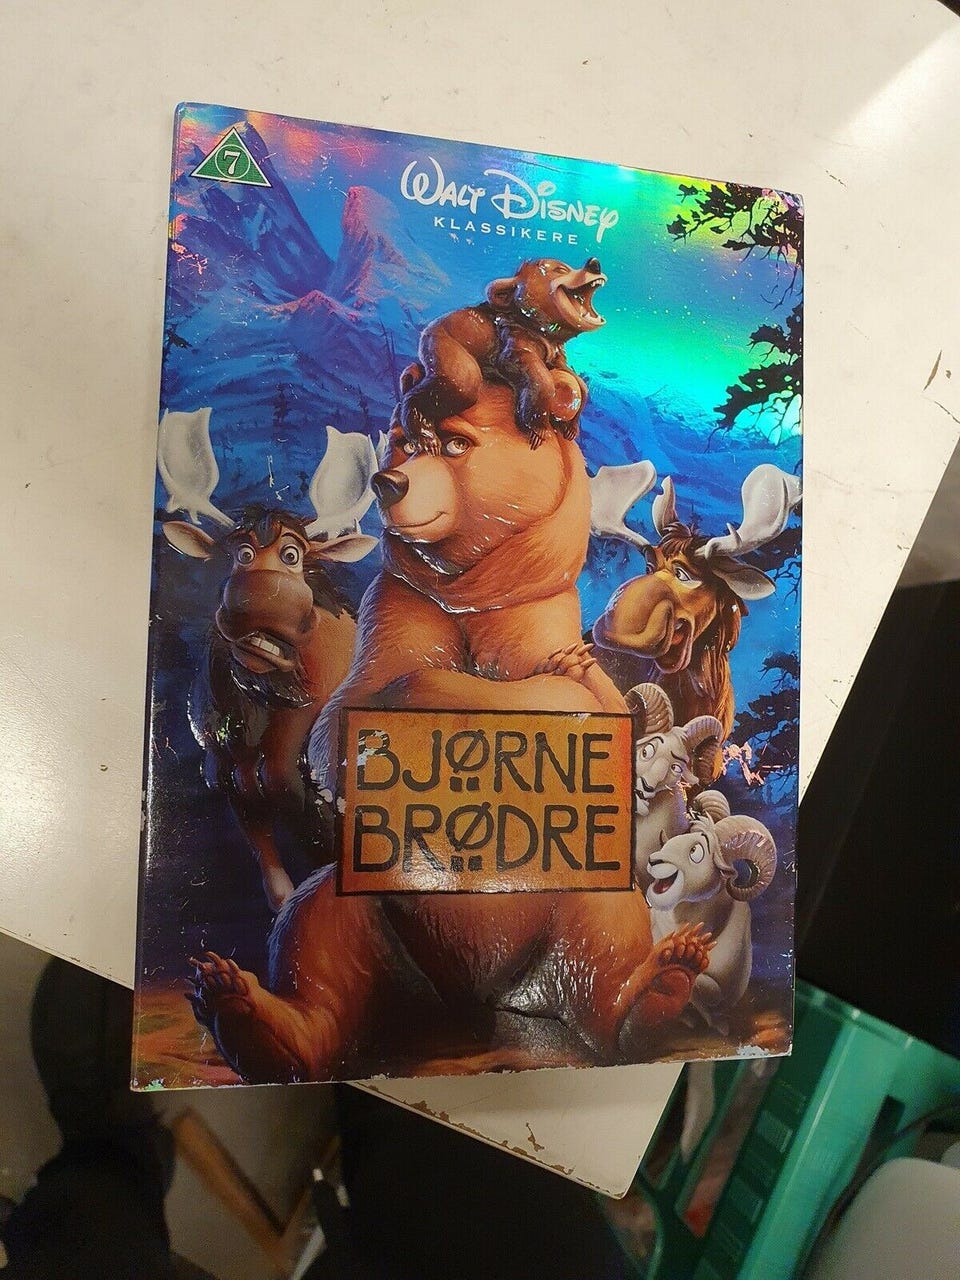 7
WALT DISNEY
KLASSIKERE
BJØRNE
BRØDRE